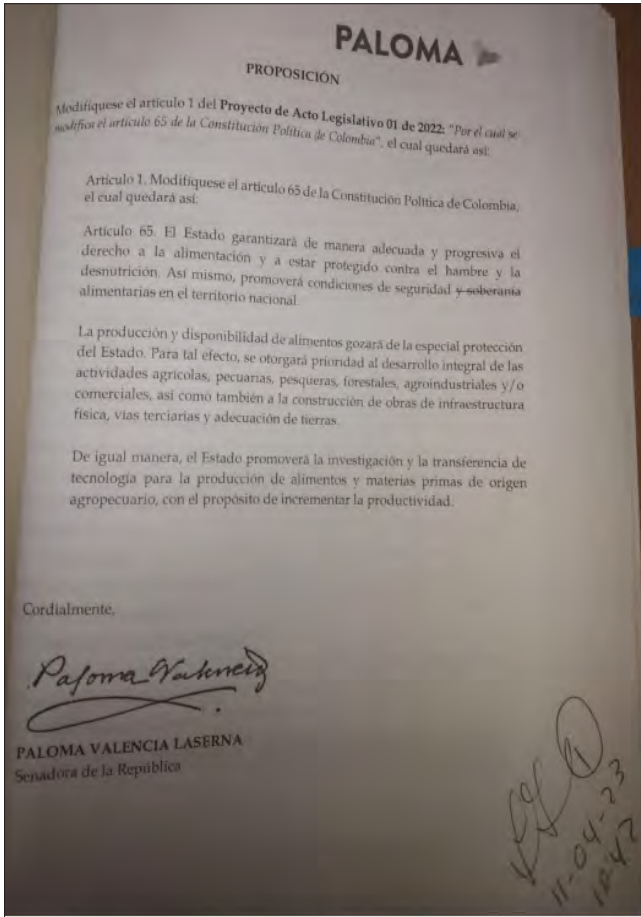 PALOMA
PROPOSICIÓN
Modifíquese el artículo 1 del Proyecto de Acto Legislativo 01 de 2022: "Por el cual se
modifica el artículo 65 de la Constitución Política de Colombia", el cual quedará así:
Artículo 1. Modifíquese el artículo 65 de la Constitución Política de Colombia,
el cual quedará así:
Artículo 65. El Estado garantizará de manera adecuada y progresiva el
derecho a la alimentación y a estar protegido contra el hambre y la
desnutrición. Así mismo, promoverá condiciones de seguridad y soberanía
alimentarias en el territorio nacional.
La producción y disponibilidad de alimentos gozará de la especial protección
del Estado. Para tal efecto, se otorgará prioridad al desarrollo integral de las
actividades agrícolas, pecuarias, pesqueras, forestales, agroindustriales y/o
comerciales, así como también a la construcción de obras de infraestructura
física, vías terciarias y adecuación de tierras.
De igual manera, el Estado promoverá la investigación y la transferencia de
tecnología para la producción de alimentos y materias primas de origen
agropecuario, con el propósito de incrementar la productividad.
Cordialmente,
Paloma Valencia
PALOMA VALENCIA LASERNA
Senadora de la República
1
11-04-23
10:42